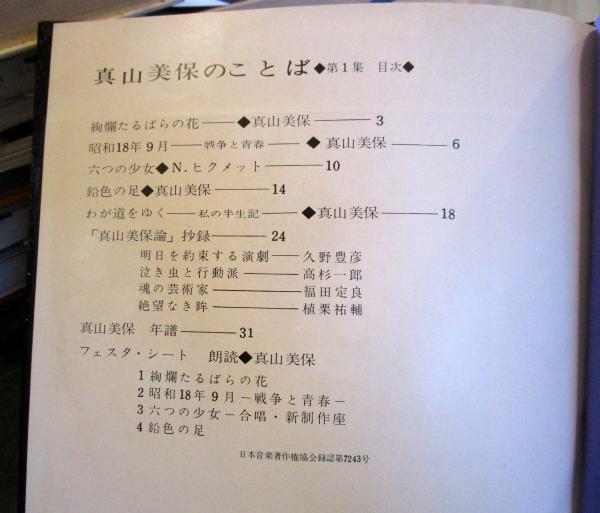 真山美保のことば◆第1集 目次◆
絢爛たるばらの花――◆真山美保――3
昭和18年9月――戦争と青春――◆真山美保――6
六つの少女◆N.ヒクメット――10
鉛色の足◆真山美保――14
わが道をゆく――私の半生記――◆真山美保――18
「真山美保論」抄録――24
明日を約束する演劇――久野豊彦
泣き虫と行動派――高杉一郎
魂の芸術家――福田定良
絶望なき眸――植栗祐輔
真山美保 年譜――31
フェスタ・シート 朗読◆真山美保
1 絢爛たるばらの花
2 昭和18年9月－戦争と青春－
3 六つの少女－合唱・新制作座
4 鉛色の足
日本音楽著作権協会録認第7243号